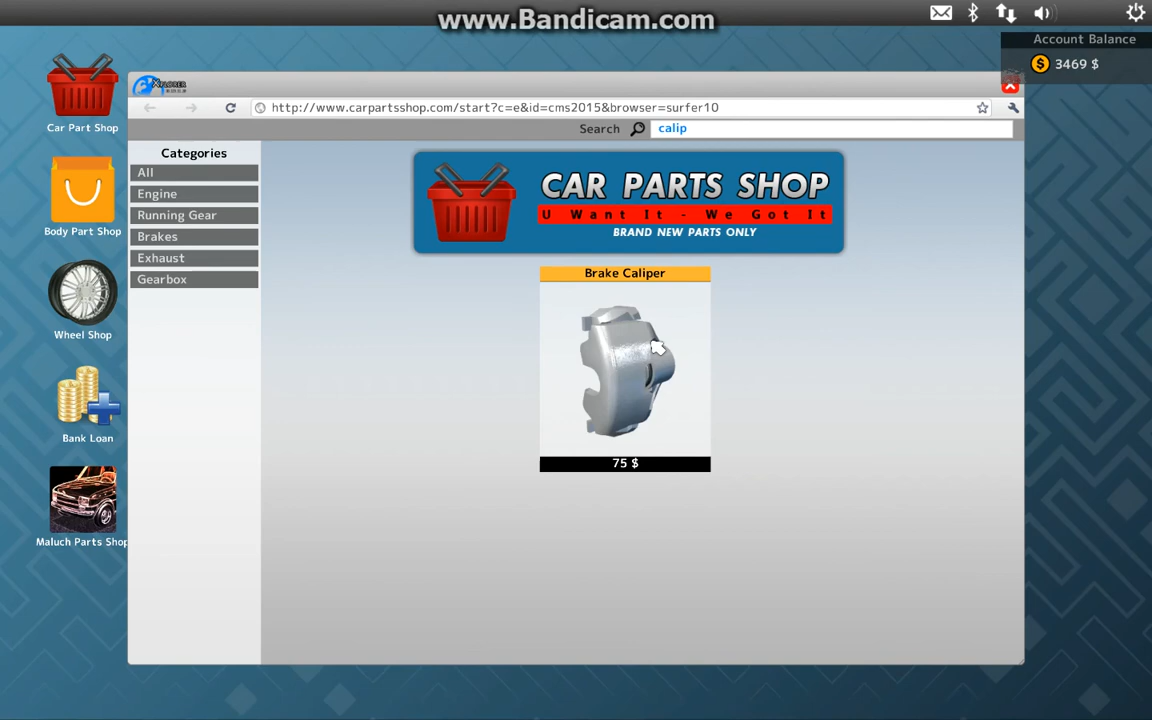 www.Bandicam.com
Account Balance
3469 $
Car Part Shop
Body Part Shop
Wheel Shop
Bank Loan
Maluch Parts Shop
http://www.carpartsshop.com/start?c=e&id=cms2015&browser=surfer10
Search
calip
Categories
All
Engine
Running Gear
Brakes
Exhaust
Gearbox
CAR PARTS SHOP
U Want It - We Got It
BRAND NEW PARTS ONLY
Brake Caliper
75 $